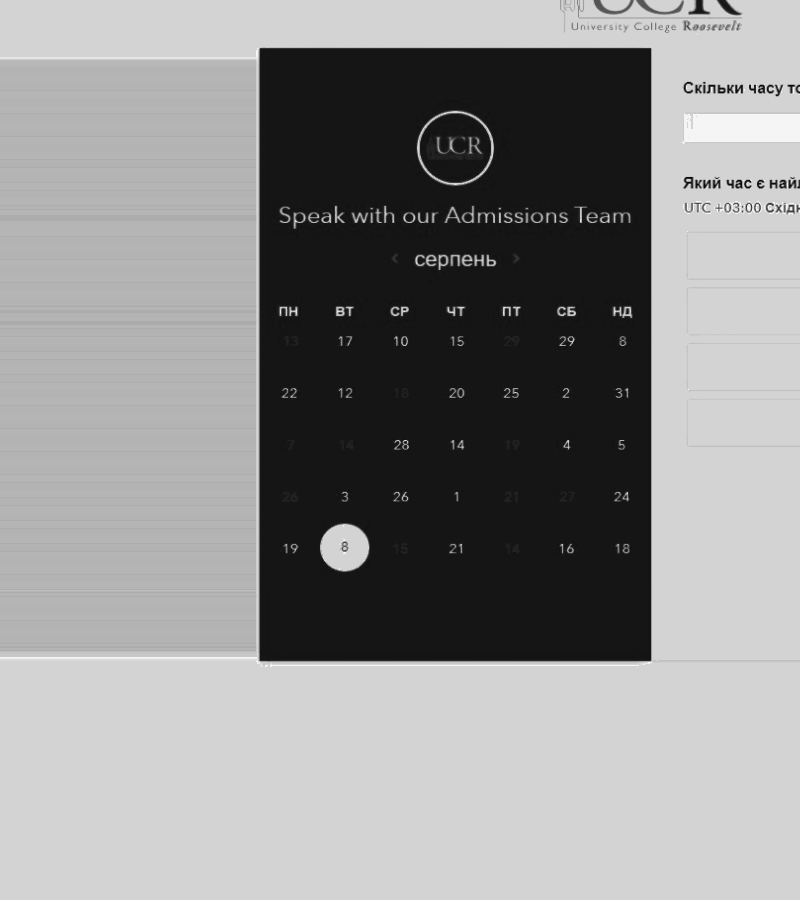 UCR
University College Roosevelt
Скільки часу то
UCR
Speak with our Admissions Team
Який час є най
UTC +03:00 Східн
< серпень >
ПН ВТ СР ЧТ ПТ СБ НД
13 17 10 15 29 29 8
22 12 18 20 25 2 31
7 14 28 14 19 4 5
26 3 26 1 21 27 24
19 8 15 21 14 16 18